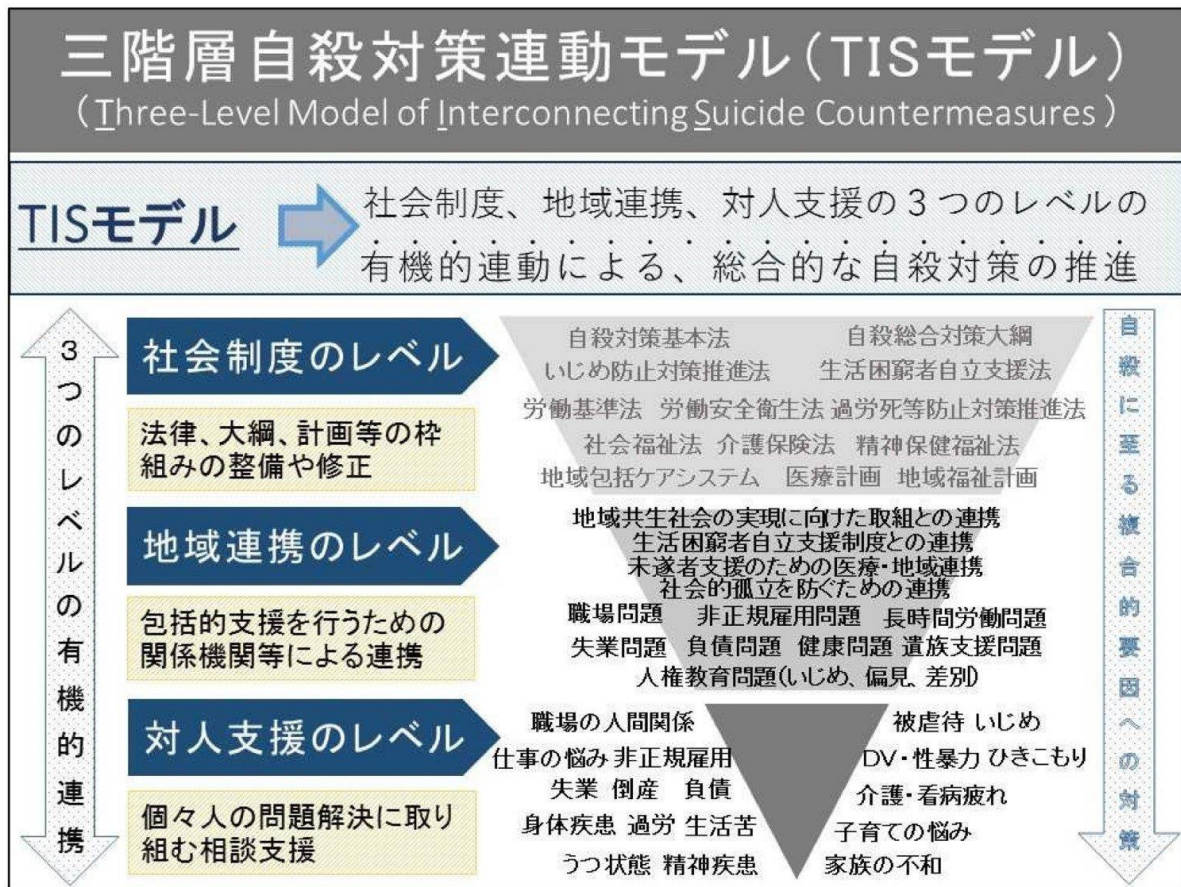 三階層自殺対策連動モデル(TISモデル)
(Three-Level Model of Interconnecting Suicide Countermeasures)
TISモデル
社会制度、地域連携、対人支援の3つのレベルの
有機的連動による、総合的な自殺対策の推進
3つのレベルの有機的連携
社会制度のレベル
法律、大綱、計画等の枠
組みの整備や修正
自殺対策基本法 自殺総合対策大綱
いじめ防止対策推進法 生活困窮者自立支援法
労働基準法 労働安全衛生法 過労死等防止対策推進法
社会福祉法 介護保険法 精神保健福祉法
地域包括ケアシステム 医療計画 地域福祉計画
地域連携のレベル
包括的支援を行うための
関係機関等による連携
地域共生社会の実現に向けた取組との連携
生活困窮者自立支援制度との連携
未遂者支援のための医療・地域連携
社会的孤立を防ぐための連携
職場問題 非正規雇用問題 長時間労働問題
失業問題 負債問題 健康問題 遺族支援問題
人権教育問題(いじめ、偏見、差別)
対人支援のレベル
個々人の問題解決に取り
組む相談支援
職場の人間関係 被虐待 いじめ
仕事の悩み 非正規雇用 DV・性暴力 ひきこもり
失業 倒産 負債 介護・看病疲れ
身体疾患 過労 生活苦 子育ての悩み
うつ状態 精神疾患 家族の不和
自殺に至る複合的要因への対策